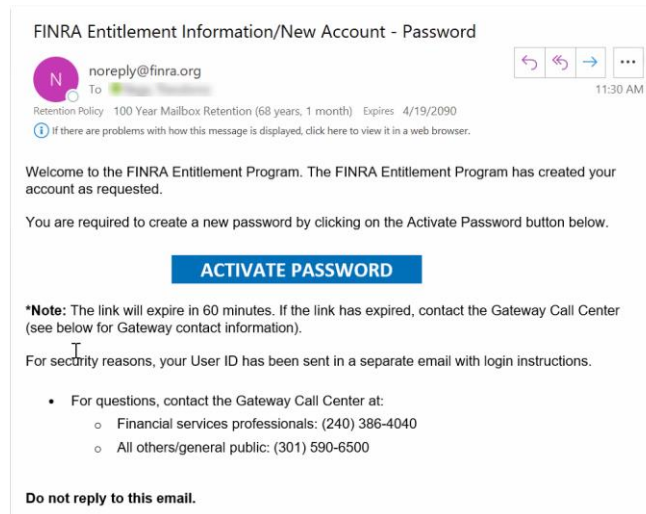 FINRA Entitlement Information/New Account - Password
N
noreply@finra.org
To
11:30 AM
Retention Policy 100 Year Mailbox Retention (68 years, 1 month) Expires 4/19/2090
If there are problems with how this message is displayed, click here to view it in a web browser.
Welcome to the FINRA Entitlement Program. The FINRA Entitlement Program has created your
account as requested.
You are required to create a new password by clicking on the Activate Password button below.
ACTIVATE PASSWORD
*Note: The link will expire in 60 minutes. If the link has expired, contact the Gateway Call Center
(see below for Gateway contact information).
For security reasons, your User ID has been sent in a separate email with login instructions.
• For questions, contact the Gateway Call Center at:
○ Financial services professionals: (240) 386-4040
○ All others/general public: (301) 590-6500
Do not reply to this email.